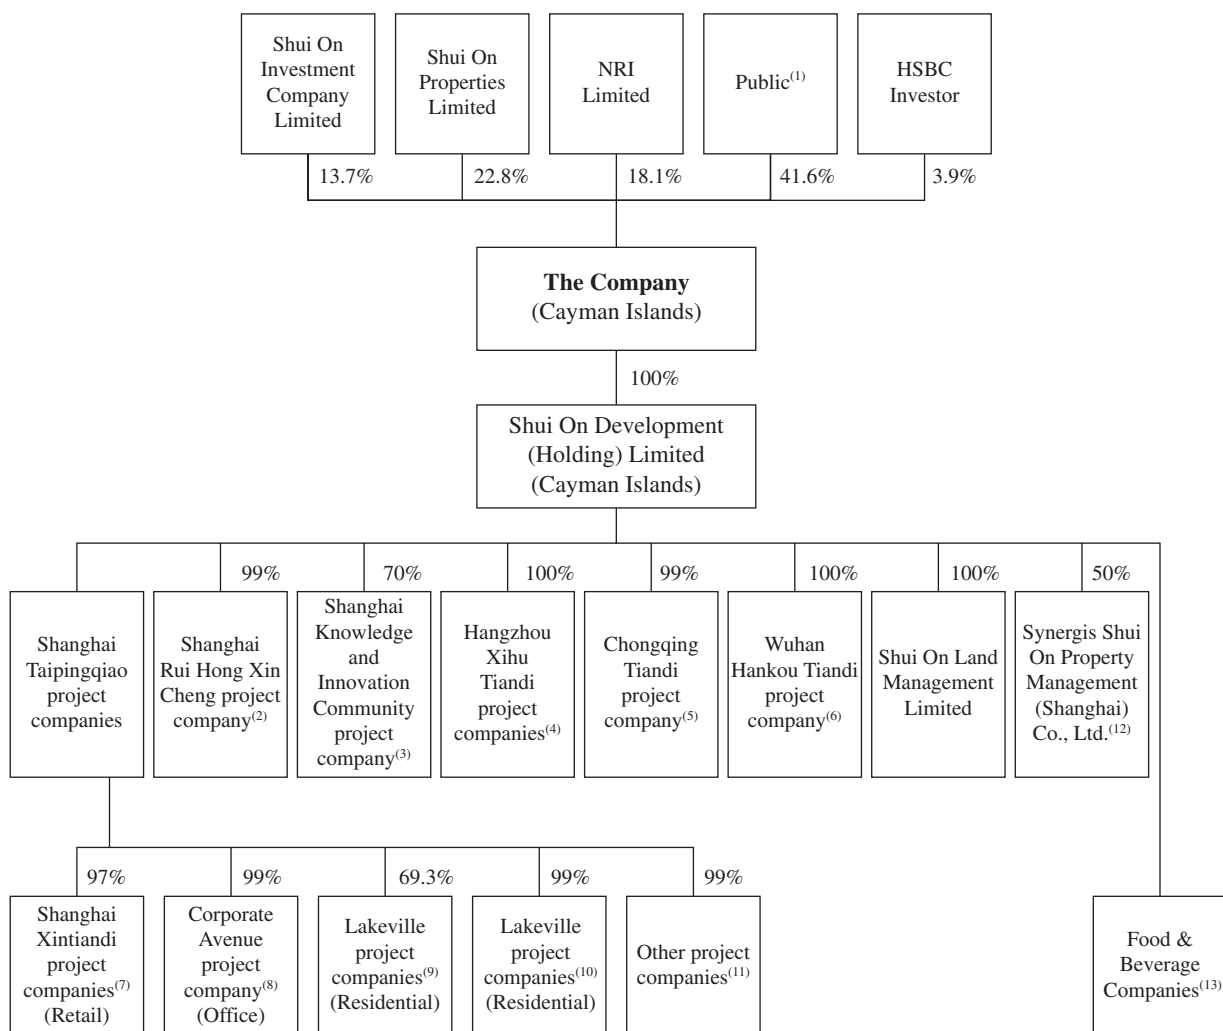 Shui On
Investment
Company
Limited
Shui On
Properties
Limited
NRI
Limited
Public(1)
HSBC
Investor
13.7%
22.8%
18.1%
41.6%
3.9%
The Company
(Cayman Islands)
100%
Shui On Development
(Holding) Limited
(Cayman Islands)
99%
70%
100%
99%
100%
100%
50%
Shanghai
Taipingqiao
project
companies
Shanghai
Rui Hong Xin
Cheng project
company(2)
Shanghai
Knowledge
and
Innovation
Community
project
company(3)
Hangzhou
Xihu
Tiandi
project
companies(4)
Chongqing
Tiandi
project
company(5)
Wuhan
Hankou Tiandi
project
company(6)
Shui On Land
Management
Limited
Synergis Shui
On Property
Management
(Shanghai)
Co., Ltd.(12)
97%
99%
69.3%
99%
99%
Shanghai
Xintiandi
project
companies(7)
(Retail)
Corporate
Avenue
project
company(8)
(Office)
Lakeville
project
companies(9)
(Residential)
Lakeville
project
companies(10)
(Residential)
Other project
companies(11)
Food &
Beverage
Companies(13)